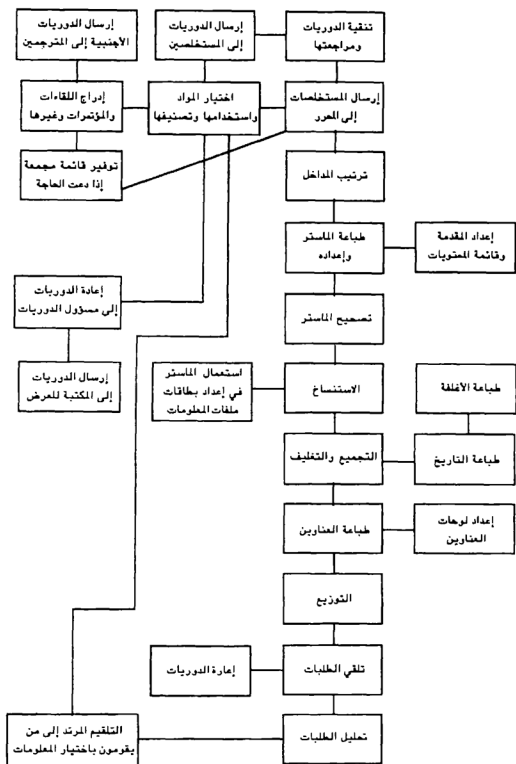 تنقية الدوريات
ومراجعتها
إرسال الدوريات
إلى المستخلصين
إرسال الدوريات
الأجنبية إلى المترجمين
إرسال المستخلصات
إلى المحرر
اختيار المواد
واستخدامها وتصنيفها
إدراج اللقاءات
والمؤتمرات وغيرها
توفير قائمة مجمعة
إذا دعت الحاجة
ترتيب المداخل
إعداد المقدمة
وقائمة المحتويات
طباعة الماستر
وإعداده
إعادة الدوريات
إلى مسؤول الدوريات
تصحيح الماستر
طباعة الأغلفة
الاستنساخ
استعمال الماستر
في إعداد بطاقات
ملفات المعلومات
إرسال الدوريات
إلى المكتبة للعرض
طباعة التاريخ
التجميع والتغليف
إعداد لوحات
العناوين
طباعة العناوين
التوزيع
تلقي الطلبات
إعارة الدوريات
تحليل الطلبات
التلقيم المرتد إلى من
يقومون باختيار المعلومات